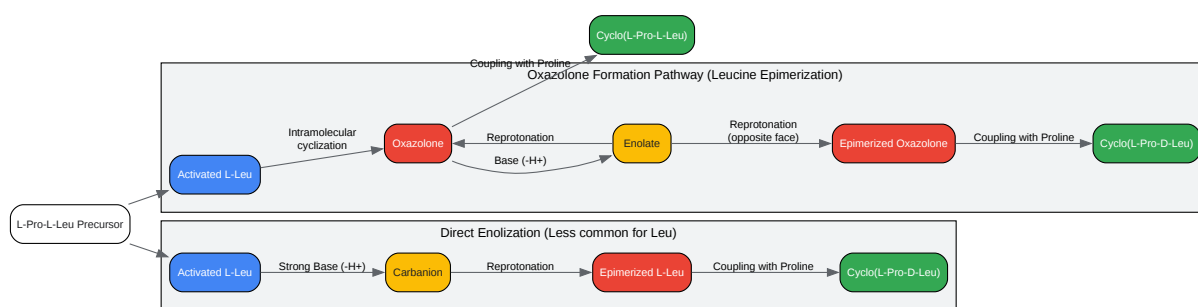 Cyclo(L-Pro-L-Leu)
Coupling with Proline
Oxazolone Formation Pathway (Leucine Epimerization)
Intramolecular
cyclization
Oxazolone
Reprotonation
Base (-H+)
Enolate
Reprotonation
(opposite face)
Epimerized Oxazolone
Coupling with Proline
Cyclo(L-Pro-D-Leu)
Activated L-Leu
L-Pro-L-Leu Precursor
Direct Enolization (Less common for Leu)
Activated L-Leu
Strong Base (-H+)
Carbanion
Reprotonation
Epimerized L-Leu
Coupling with Proline
Cyclo(L-Pro-D-Leu)